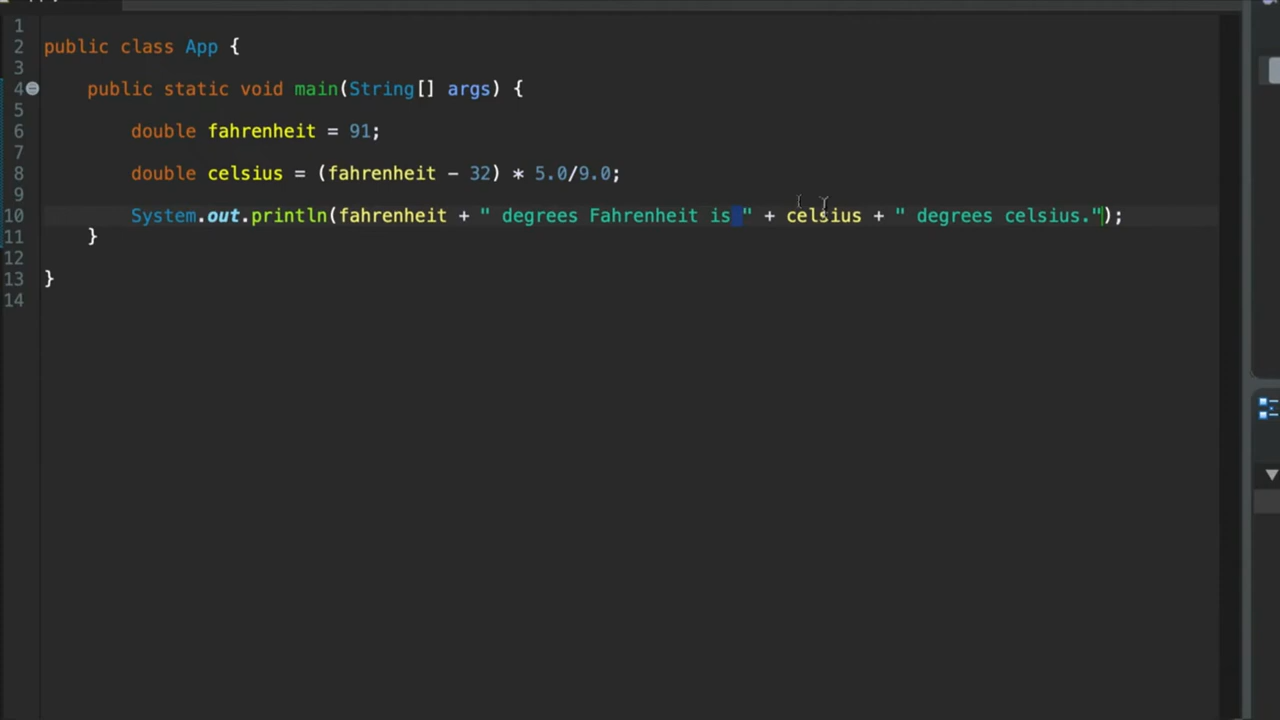 1
2 public class App {
3
4 public static void main(String[] args) {
5
6 double fahrenheit = 91;
7
8 double celsius = (fahrenheit - 32) * 5.0/9.0;
9
10 System.out.println(fahrenheit + " degrees Fahrenheit is " + celsius + " degrees celsius.");
11 }
12
13 }
14